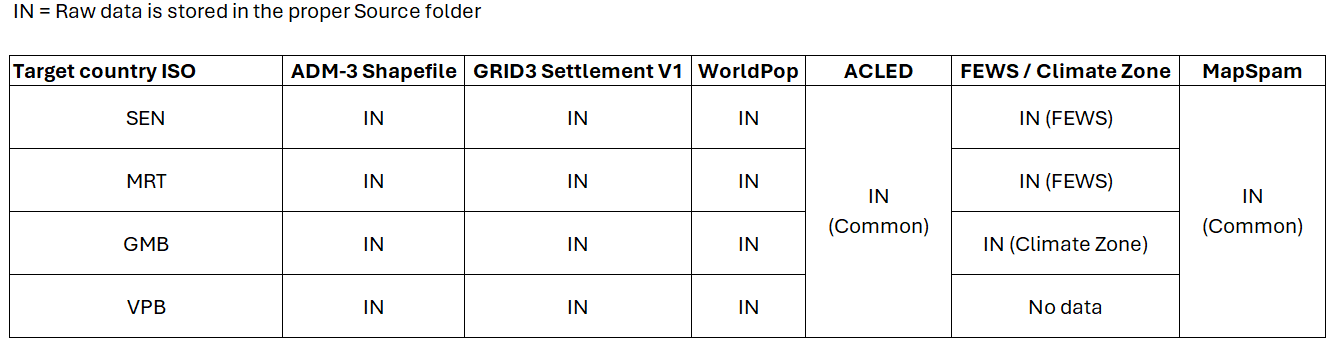 IN = Raw data is stored in the proper Source folder
Target country ISO ADM-3 Shapefile GRID3 Settlement V1 WorldPop ACLED FEWS / Climate Zone MapSpam
SEN IN IN IN IN (FEWS)
MRT IN IN IN IN (FEWS)
IN IN
(Common) (Common)
GMB IN IN IN IN (Climate Zone)
VPB IN IN IN No data